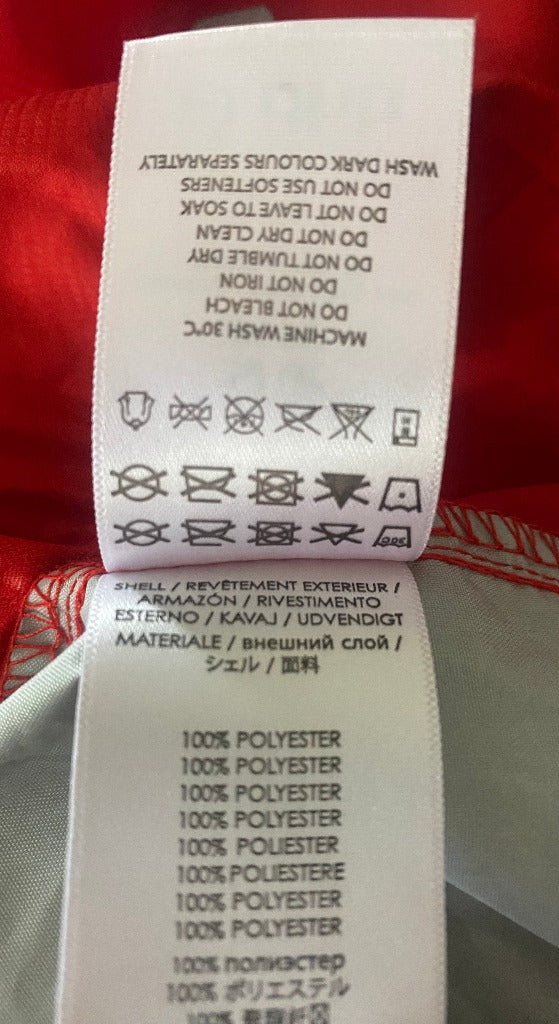 MACHINE WASH 30°C
DO NOT BLEACH
DO NOT IRON
DO NOT TUMBLE DRY
DO NOT DRY CLEAN
DO NOT LEAVE TO SOAK
DO NOT USE SOFTENERS
WASH DARK COLOURS SEPARATELY
SHELL / REVÊTEMENT EXTERIEUR /
ARMAZÓN / RIVESTIMENTO
ESTERNO / KAVAJ / UDVENDIGT
MATERIALE / внешний слой /
シェル / 面料
100% POLYESTER
100% POLYESTER
100% POLYESTER
100% POLYESTER
100% POLIESTER
100% POLIESTERE
100% POLYESTER
100% POLYESTER
100% полиэстер
100% ポリエステル
100%